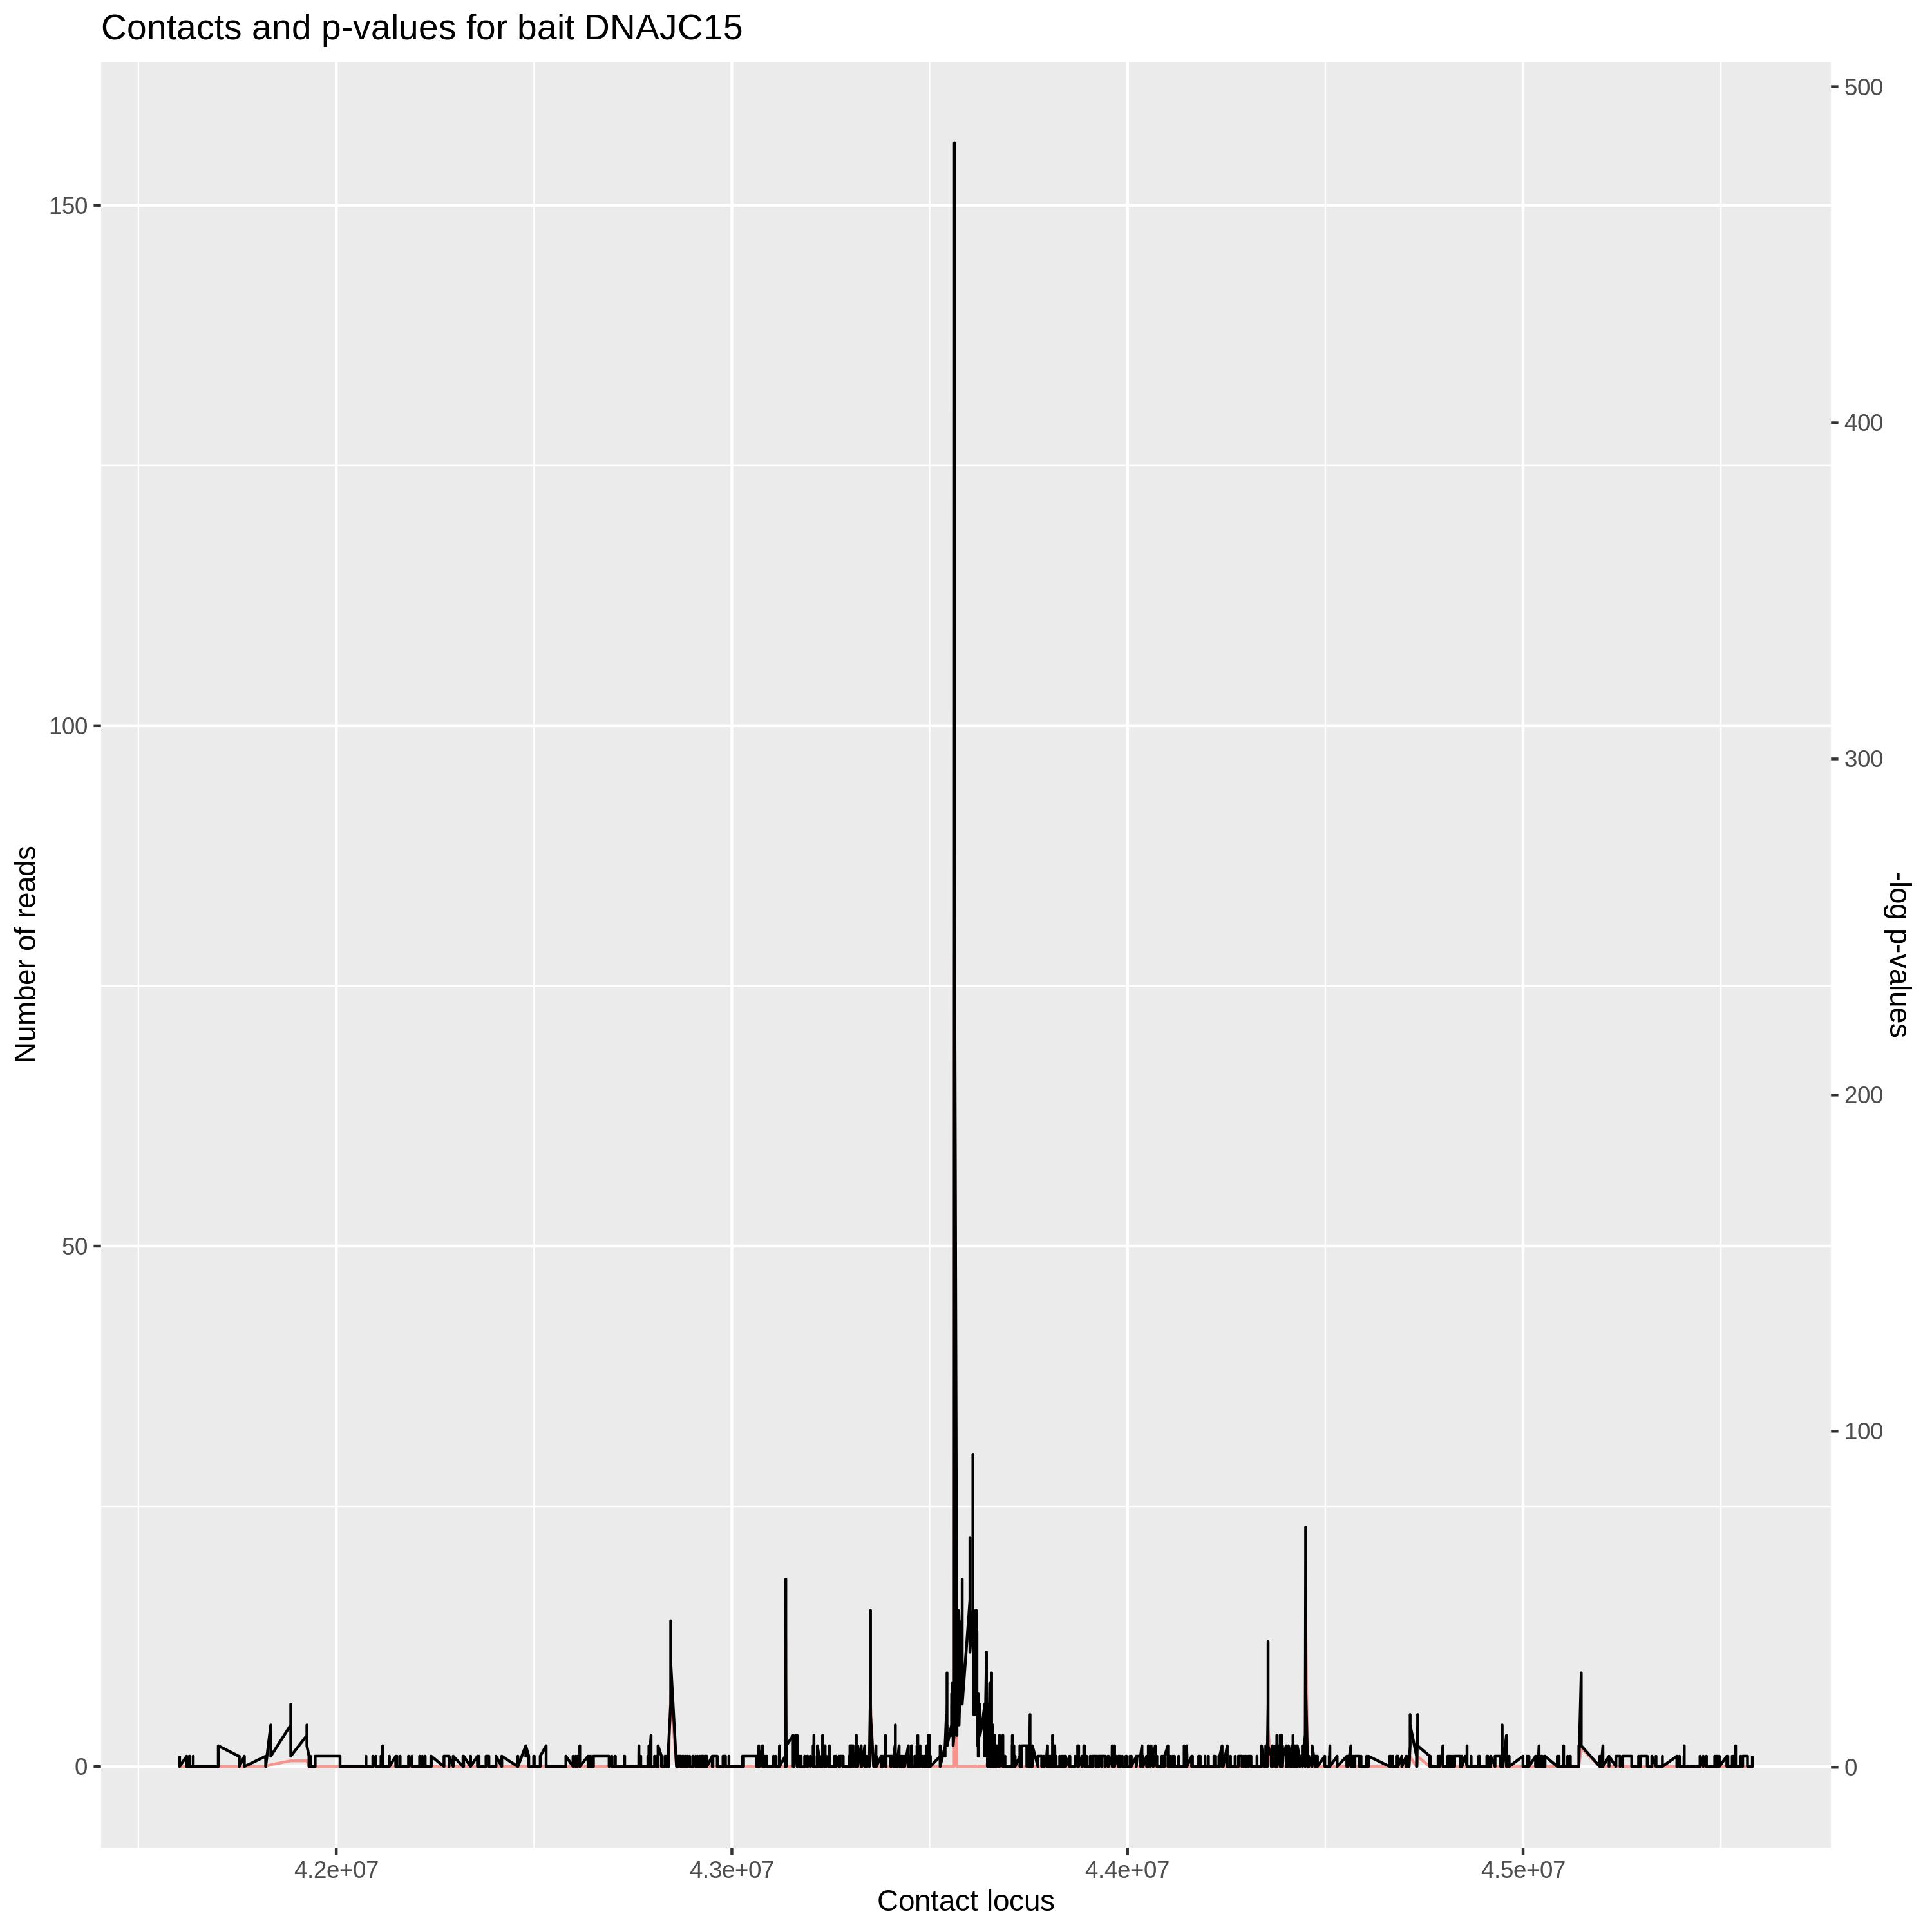 Contacts and p-values for bait DNAJC15
150
100
50
0
Number of reads
500
400
300
200
100
0
-log p-values
4.2e+07
4.3e+07
4.4e+07
4.5e+07
Contact locus